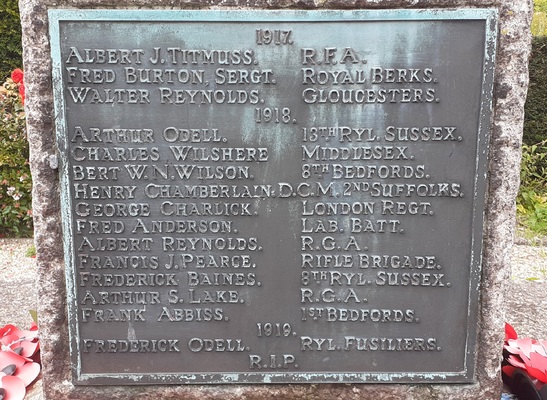 1917.
ALBERT J. TITMUSS. R.F.A.
FRED BURTON, SERGT. ROYAL BERKS.
WALTER REYNOLDS. GLOUCESTERS.
1918.
ARTHUR ODELL. 13TH RYL. SUSSEX.
CHARLES WILSHERE MIDDLESEX.
BERT W. N. WILSON. 8TH BEDFORDS.
HENRY CHAMBERLAIN. D.C.M. 2ND SUFFOLKS.
GEORGE CHARLICK. LONDON REGT.
FRED ANDERSON. LAB. BATT.
ALBERT REYNOLDS. R.G.A.
FRANCIS J. PEARCE. RIFLE BRIGADE.
FREDERICK BAINES. 8TH RYL. SUSSEX.
ARTHUR S. LAKE. R.G.A.
FRANK ABBISS. 1ST BEDFORDS.
1919.
FREDERICK ODELL. RYL. FUSILIERS.
R.I.P.